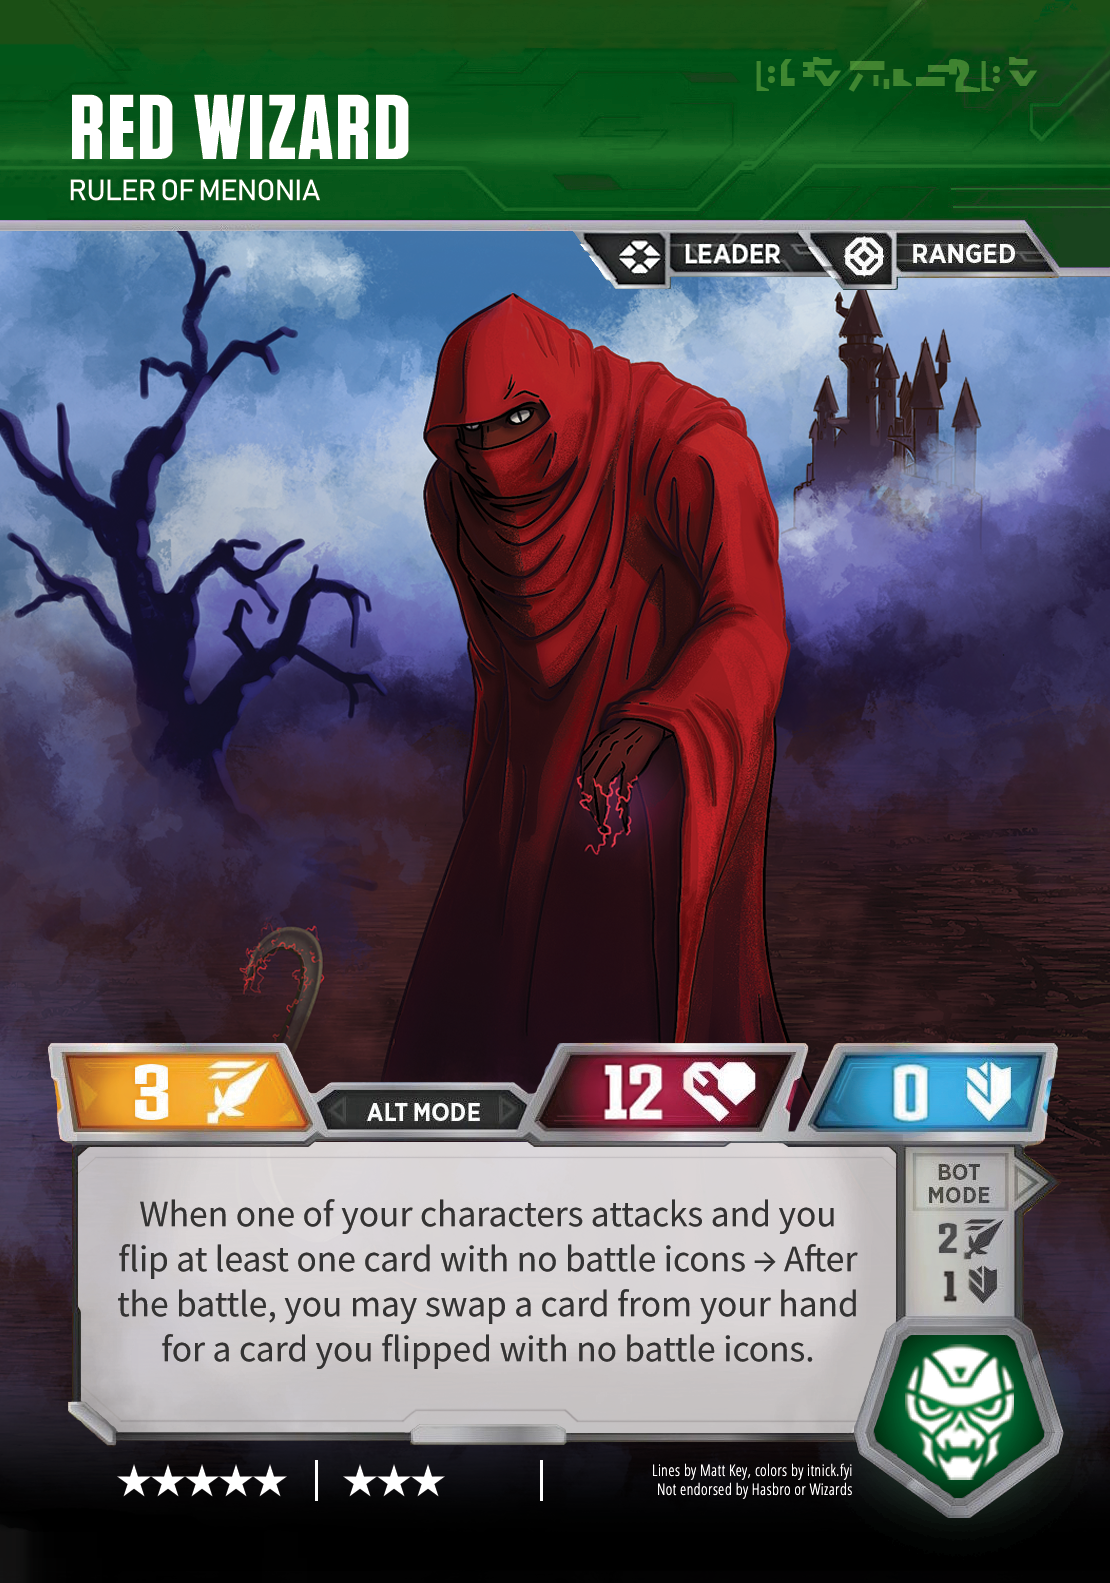 RED WIZARD
RULER OF MENONIA
LEADER
RANGED
3
ALT MODE
12
0
When one of your characters attacks and you
flip at least one card with no battle icons → After
the battle, you may swap a card from your hand
for a card you flipped with no battle icons.
BOT
MODE
2
1
★★★★★ | ★★★ |
Lines by Matt Key, colors by itnick.fyi
Not endorsed by Hasbro or Wizards